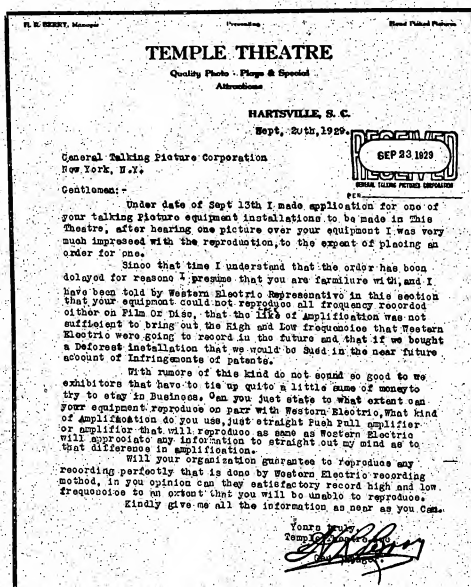 H. E. BERRY, Manager Presenting Hand Picked Pictures
TEMPLE THEATRE
Quality Photo - Plays & Special
Attractions
HARTSVILLE, S. C.
Sept, 20th, 1929.
RECEIVED
SEP 23 1929
GENERAL TALKING PICTURES CORPORATION
PER
General Talking Picture Corporation
New York, N.Y.
Gentlemen:-
Under date of Sept 13th I made application for one of
your talking Picture equipment installations to be made in This
Theatre, after hearing one picture over your equipment I was very
much impressed with the reproduction, to the expent of placing an
order for one.
Since that time I understand that the order has been
delayed for reasons I presume that you are farmilure with, and I
have been told by Western Electric Represenative in this section
that your equipment could not reproduce all frequency recorded
either on Film Or Disc, that the like of Amplification was not
sufficient to bring out the High and Low frequencies that Western
Electric were going to record in the future and that if we bought
a Deforest installation that we would be Sued in the near future
account of Infringements of patents.
With rumors of this kind do not sound so good to we
exhibitors that have to tie up quite a little sums of moneyto
try to stay in Business. Can you just state to what extent can
your equipment reproduce on parr with Western Electric, What kind
of Amplification do you use, just straight Push Pull amplifier
or amplifier that will reproduce as same as Western Electric
will appreciate any information to straight out my mind as to
that difference in amplification.
Will your organization guarantee to reproduce any
recording perfectly that is done by Western Electric recording
method, in you opinion can they satisfactory record high and low
frequencies to an extent that you will be unable to reproduce.
Kindly give me all the information as near as you Can.
Yours truly,
Temple Theatre